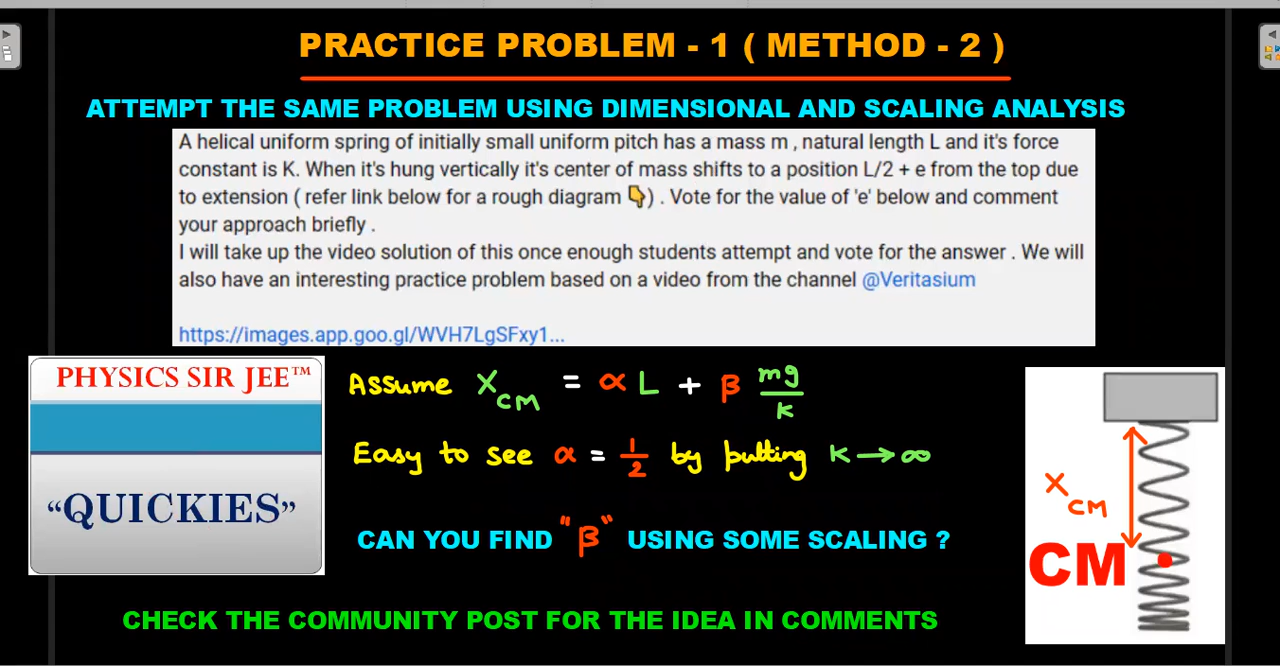 PRACTICE PROBLEM - 1 ( METHOD - 2 )
ATTEMPT THE SAME PROBLEM USING DIMENSIONAL AND SCALING ANALYSIS
A helical uniform spring of initially small uniform pitch has a mass m , natural length L and it's force
constant is K. When it's hung vertically it's center of mass shifts to a position L/2 + e from the top due
to extension ( refer link below for a rough diagram 👇) . Vote for the value of 'e' below and comment
your approach briefly .
I will take up the video solution of this once enough students attempt and vote for the answer . We will
also have an interesting practice problem based on a video from the channel @Veritasium
https://images.app.goo.gl/WVH7LgSFxy1...
PHYSICS SIR JEE™
“QUICKIES”
Assume X_CM = α L + β mg/k
Easy to see α = 1/2 by putting k → ∞
CAN YOU FIND "β" USING SOME SCALING ?
CHECK THE COMMUNITY POST FOR THE IDEA IN COMMENTS
X_CM
CM